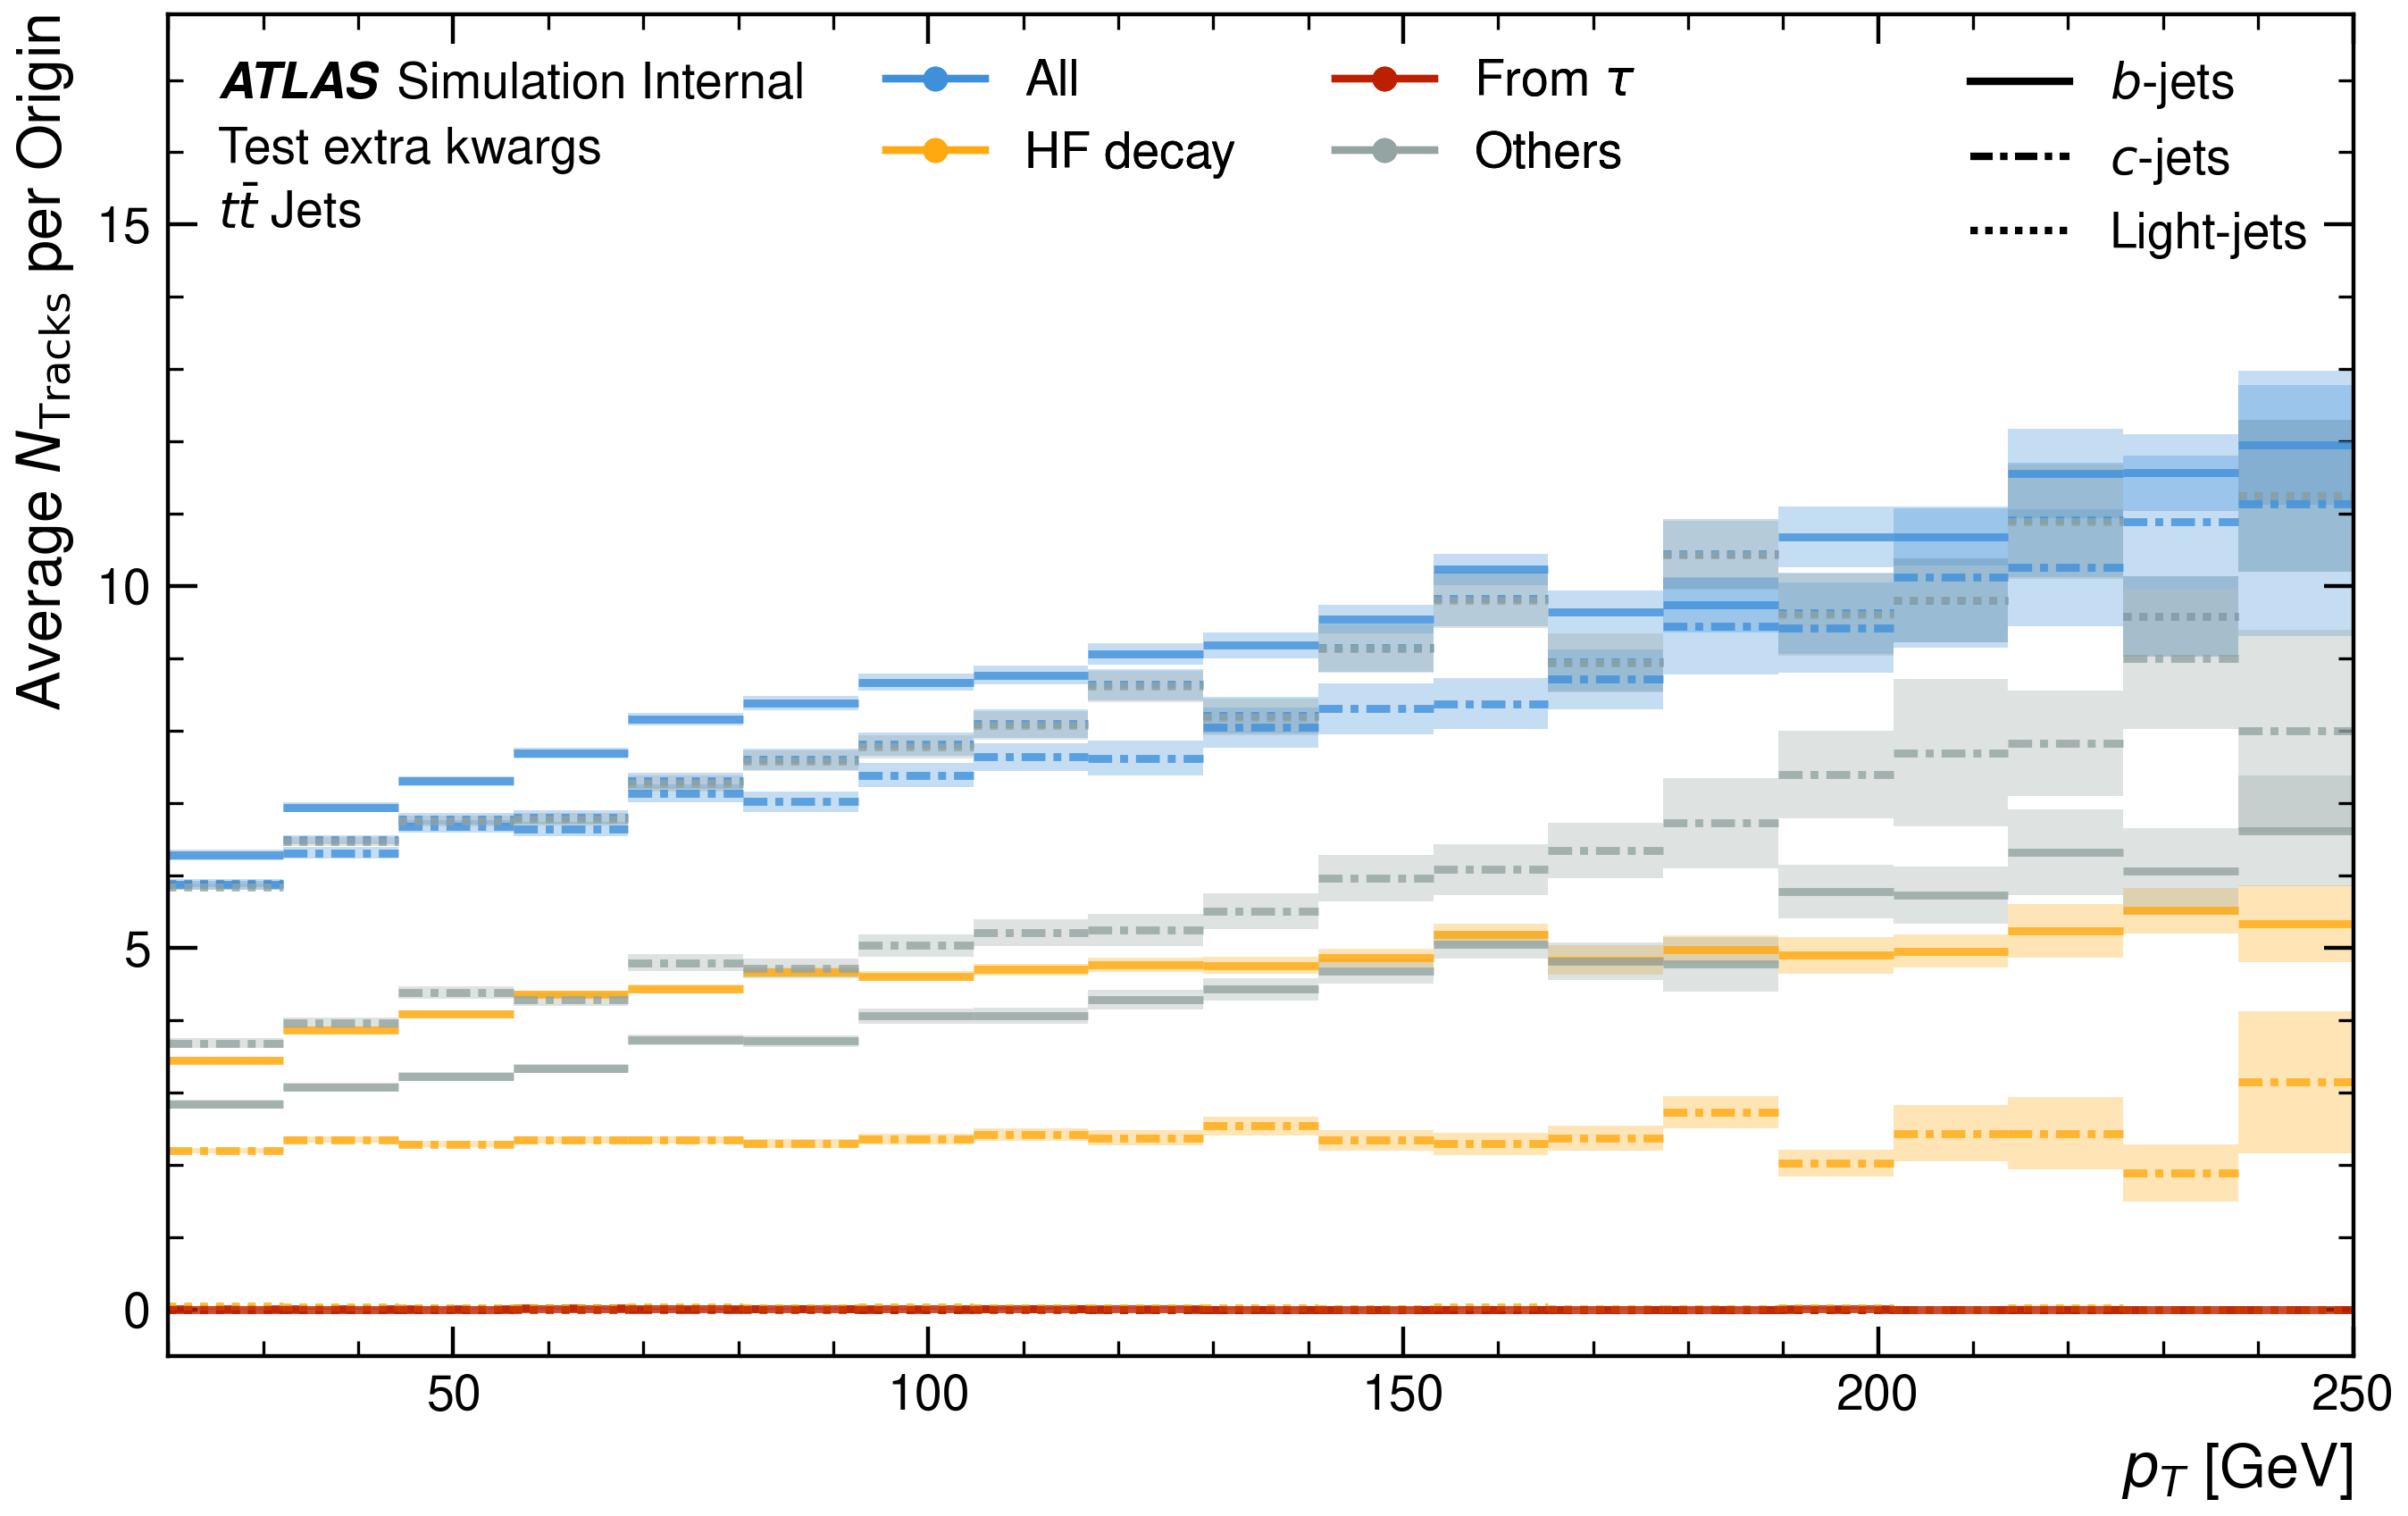 ATLAS Simulation Internal
Test extra kwargs
tt̄ Jets
All
HF decay
From τ
Others
b-jets
c-jets
Light-jets
Average N_Tracks per Origin
15
10
5
0
50
100
150
200
250
p_T [GeV]